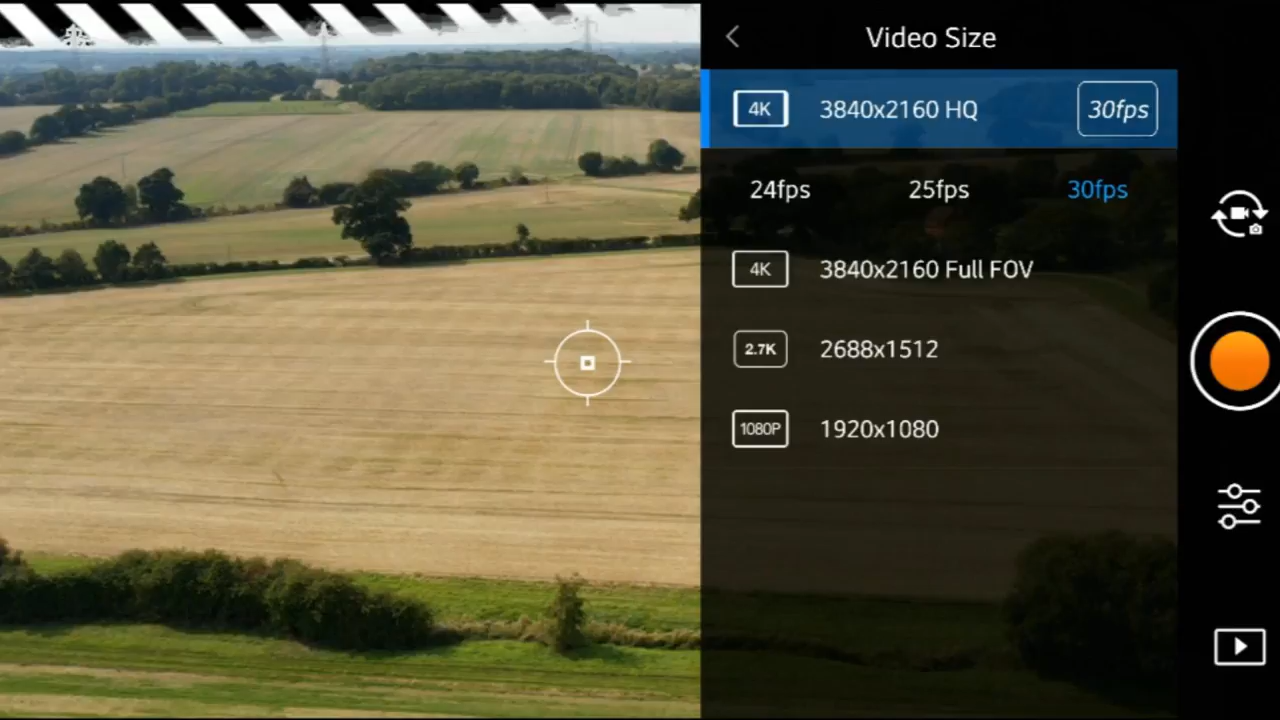 Video Size
4K 3840x2160 HQ 30fps
24fps 25fps 30fps
4K 3840x2160 Full FOV
2.7K 2688x1512
1080P 1920x1080